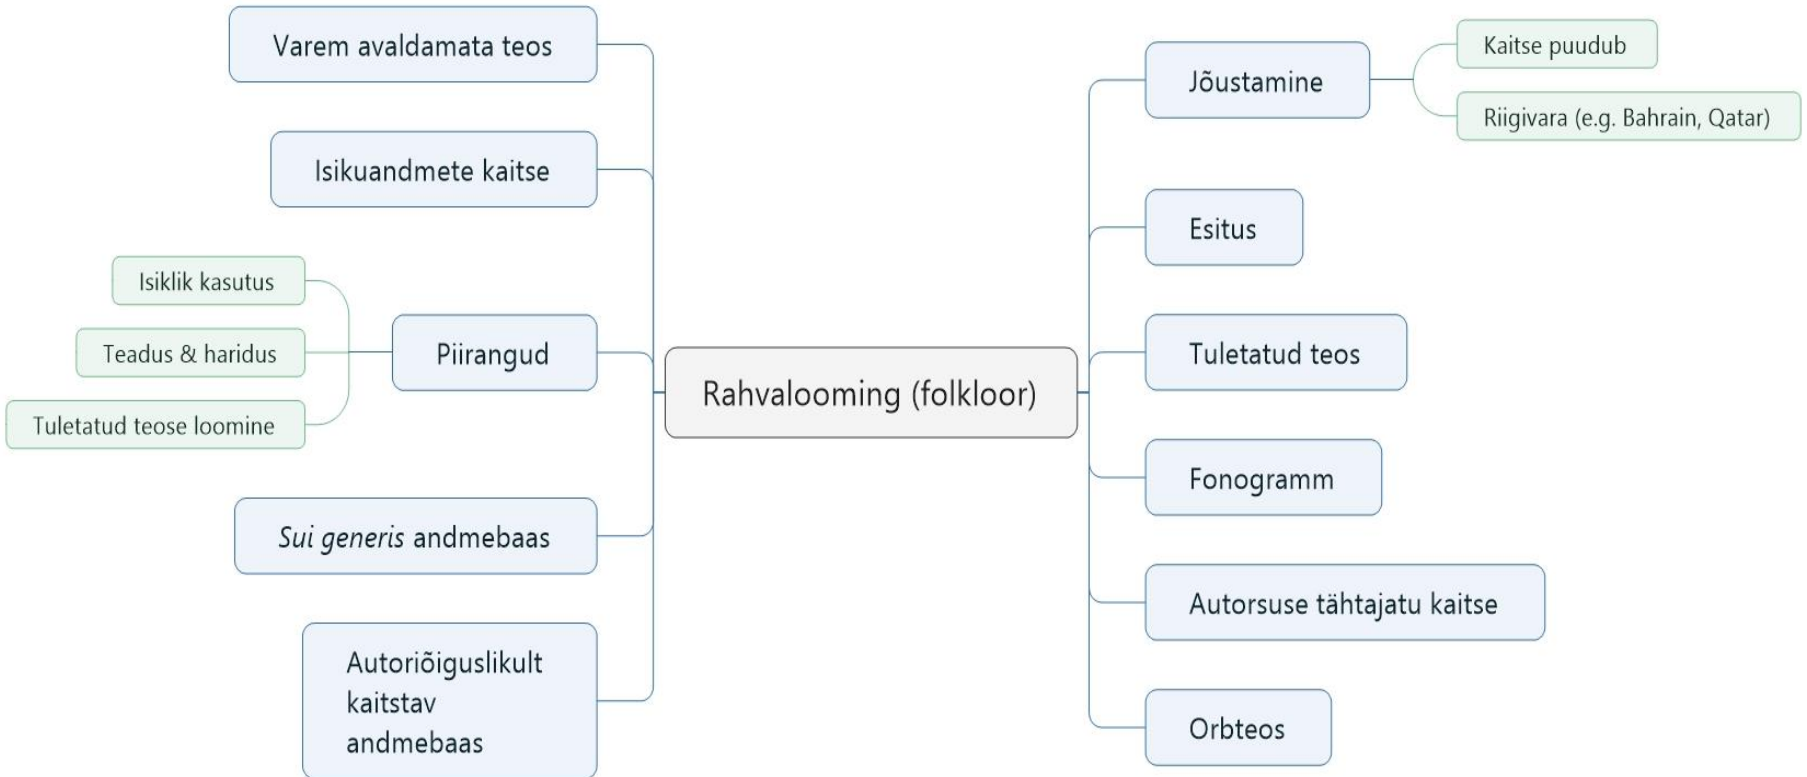 Varem avaldamata teos
Isikuandmete kaitse
Isiklik kasutus
Teadus & haridus
Tuletatud teose loomine
Piirangud
Sui generis andmebaas
Autoriõiguslikult
kaitstav
andmebaas
Rahvalooming (folkloor)
Jõustamine
Kaitse puudub
Riigivara (e.g. Bahrain, Qatar)
Esitus
Tuletatud teos
Fonogramm
Autorsuse tähtajatu kaitse
Orbteos